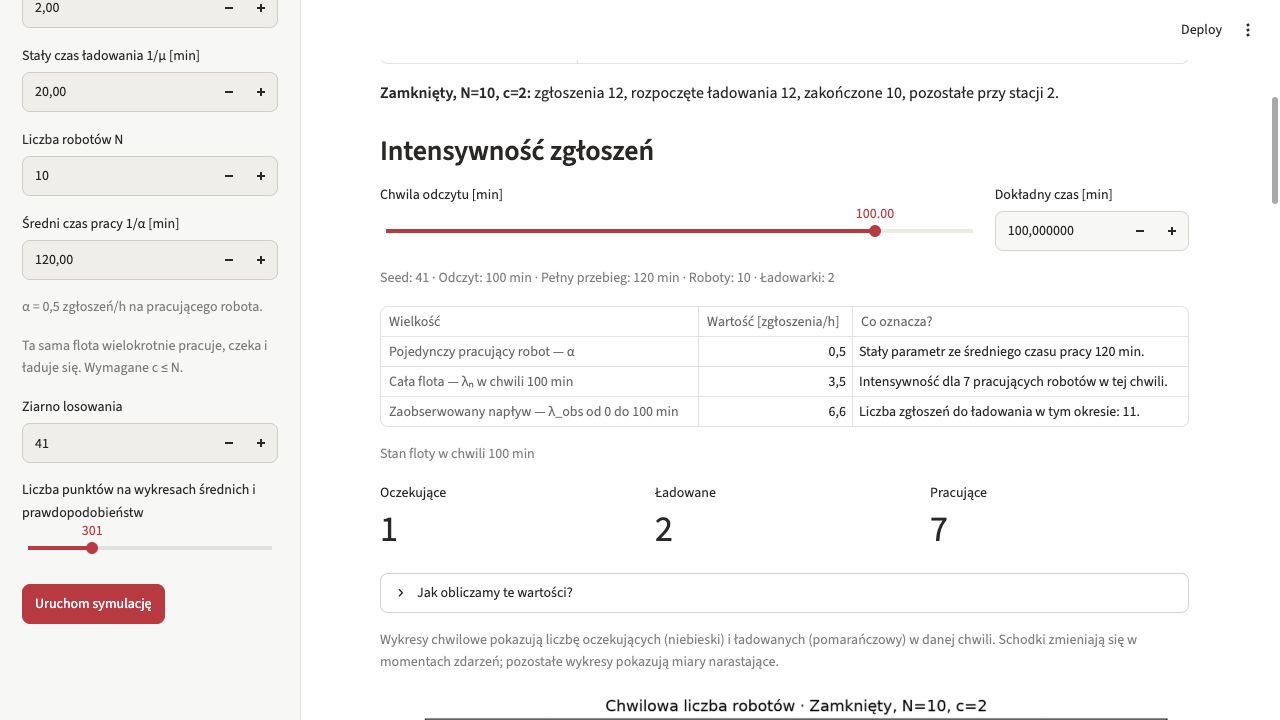 2,00
Stały czas ładowania 1/μ [min]
20,00
Liczba robotów N
10
Średni czas pracy 1/α [min]
120,00
α = 0,5 zgłoszeń/h na pracującego robota.
Ta sama flota wielokrotnie pracuje, czeka i
ładuje się. Wymagane c ≤ N.
Ziarno losowania
41
Liczba punktów na wykresach średnich i
prawdopodobieństw
301
Uruchom symulację
Deploy
Zamknięty, N=10, c=2: zgłoszenia 12, rozpoczęte ładowania 12, zakończone 10, pozostałe przy stacji 2.
Intensywność zgłoszeń
Chwila odczytu [min]
100.00
Dokładny czas [min]
100,000000
Seed: 41 · Odczyt: 100 min · Pełny przebieg: 120 min · Roboty: 10 · Ładowarki: 2
Wielkość Wartość [zgłoszenia/h] Co oznacza?
Pojedynczy pracujący robot — α 0,5 Stały parametr ze średniego czasu pracy 120 min.
Cała flota — λₙ w chwili 100 min 3,5 Intensywność dla 7 pracujących robotów w tej chwili.
Zaobserwowany napływ — λ_obs od 0 do 100 min 6,6 Liczba zgłoszeń do ładowania w tym okresie: 11.
Stan floty w chwili 100 min
Oczekujące Ładowane Pracujące
1 2 7
Jak obliczamy te wartości?
Wykresy chwilowe pokazują liczbę oczekujących (niebieski) i ładowanych (pomarańczowy) w danej chwili. Schodki zmieniają się w
momentach zdarzeń; pozostałe wykresy pokazują miary narastające.
Chwilowa liczba robotów · Zamknięty, N=10, c=2